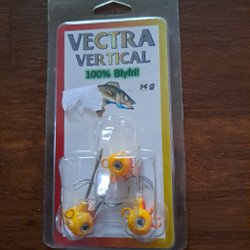 VECTRA
VERTICAL
100% Blyfri!
14 g